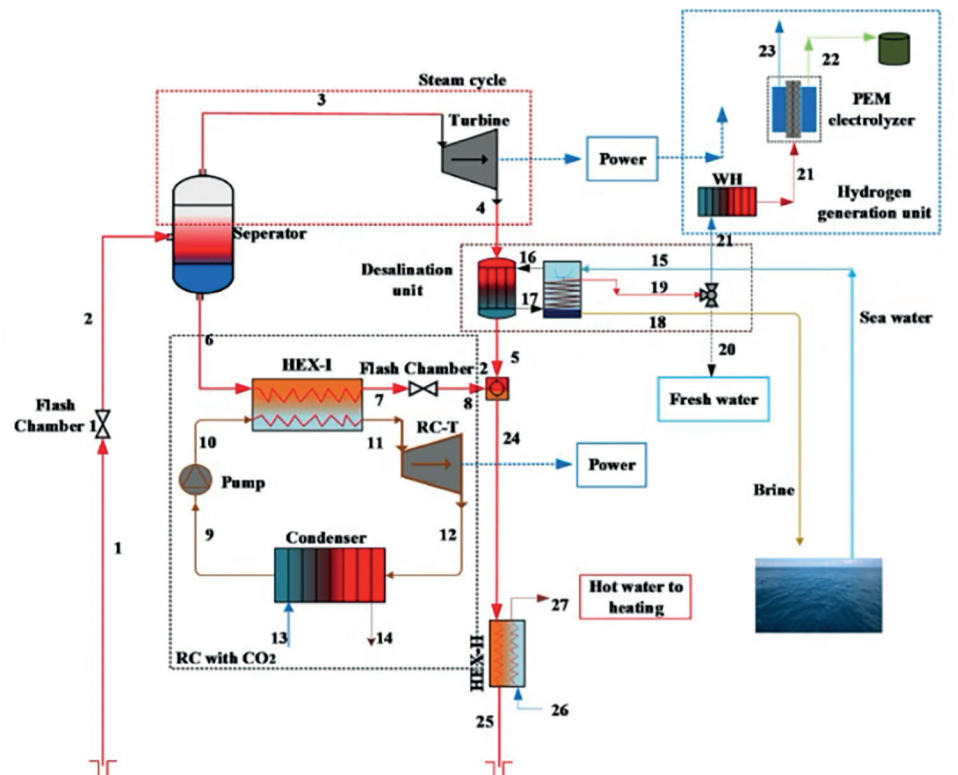 23
22
Steam cycle
3
Turbine
PEM
electrolyzer
Power
WH
21
Hydrogen
generation unit
4
Seperator
21
Desalination
unit
16
15
17
19
18
Sea water
2
6
HEX-I
Flash Chamber 2
5
20
7
8
Fresh water
Flash
Chamber 1
10
11
RC-T
24
Pump
Power
Brine
9
12
1
Condenser
Hot water to
heating
27
13
14
RC with CO2
HEX-II
26
25